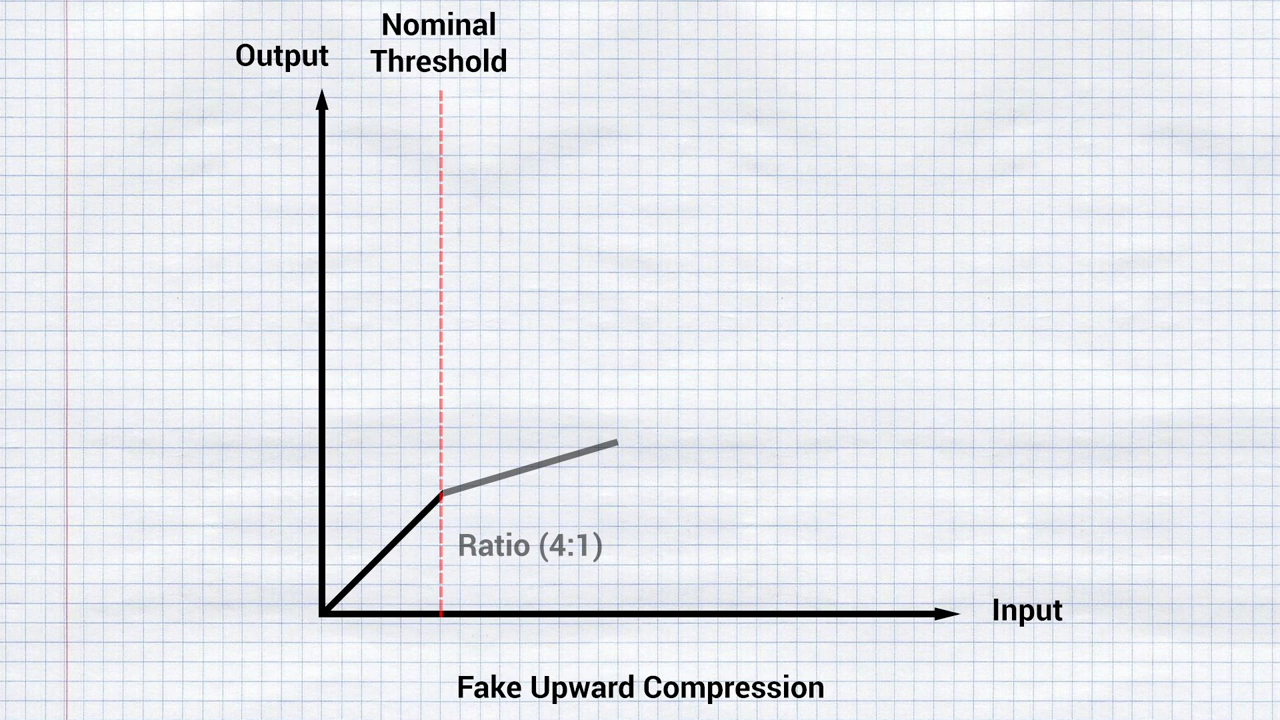 Nominal
Threshold
Output
Ratio (4:1)
Input
Fake Upward Compression